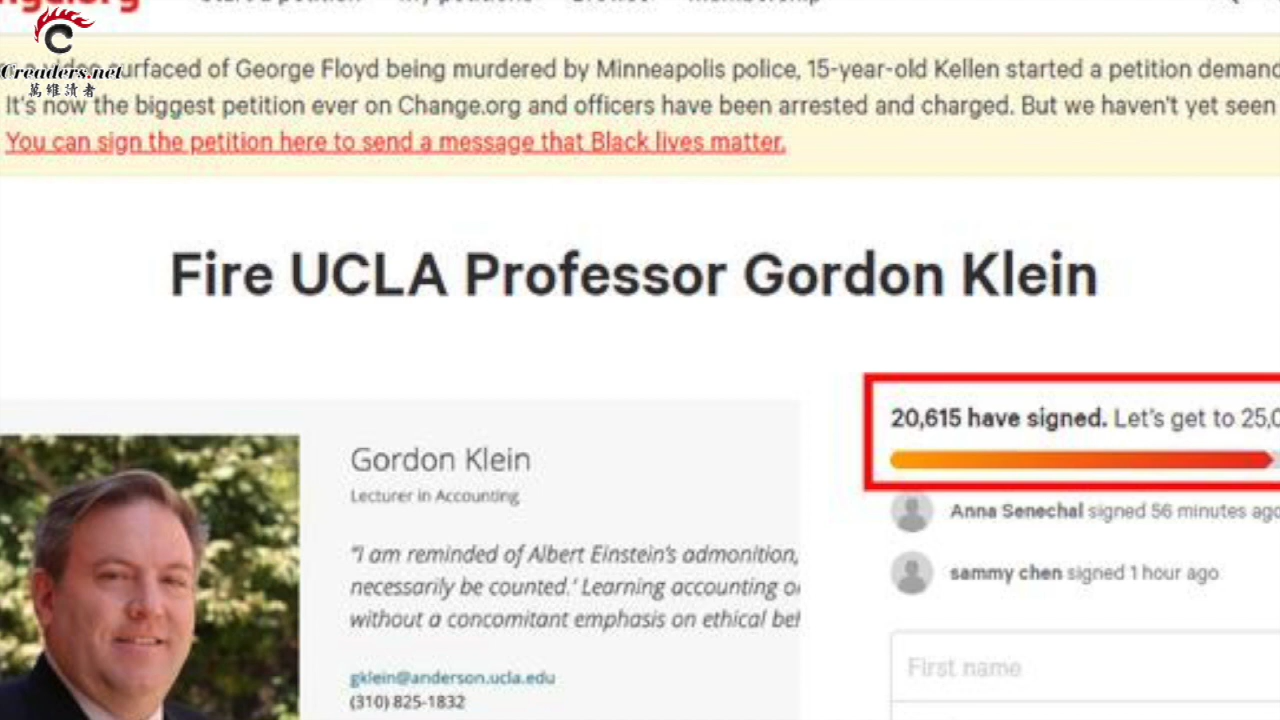 Creaders.net
萬維讀者
video surfaced of George Floyd being murdered by Minneapolis police, 15-year-old Kellen started a petition demand
It's now the biggest petition ever on Change.org and officers have been arrested and charged. But we haven't yet seen
You can sign the petition here to send a message that Black lives matter.
Fire UCLA Professor Gordon Klein
20,615 have signed. Let's get to 25,0
Gordon Klein
Lecturer in Accounting
"I am reminded of Albert Einstein's admonition,
necessarily be counted.' Learning accounting
without a concomitant emphasis on ethical
gklein@anderson.ucla.edu
(310) 825-1832
Anna Senechal signed 56 minutes ago
sammy chen signed 1 hour ago
First name